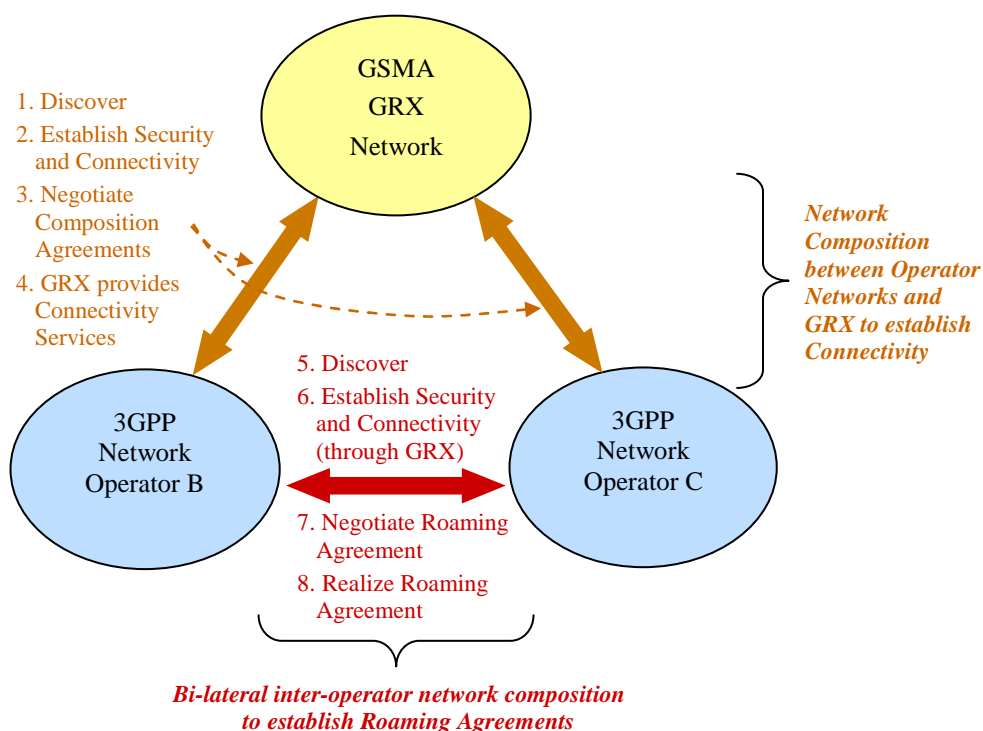 GSMA
GRX
Network
1. Discover
2. Establish Security
and Connectivity
3. Negotiate
Composition
Agreements
4. GRX provides
Connectivity
Services
Network
Composition
between Operator
Networks and
GRX to establish
Connectivity
3GPP
Network
Operator B
5. Discover
6. Establish Security
and Connectivity
(through GRX)
7. Negotiate Roaming
Agreement
8. Realize Roaming
Agreement
3GPP
Network
Operator C
Bi-lateral inter-operator network composition
to establish Roaming Agreements